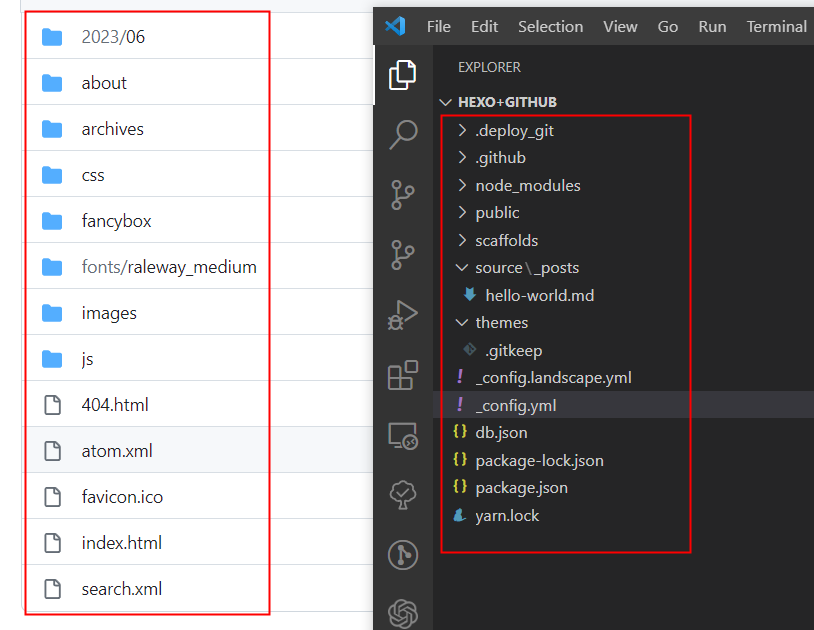 2023/06
about
archives
css
fancybox
fonts/raleway_medium
images
js
404.html
atom.xml
favicon.ico
index.html
search.xml
File Edit Selection View Go Run Terminal
EXPLORER
HEXO+GITHUB
.deploy_git
.github
node_modules
public
scaffolds
source\_posts
hello-world.md
themes
.gitkeep
! _config.landscape.yml
! _config.yml
{} db.json
{} package-lock.json
{} package.json
yarn.lock